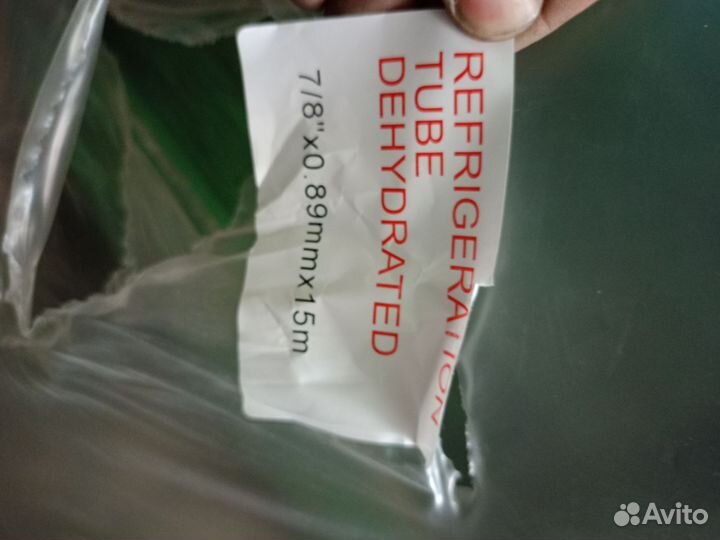 REFRIGERATION
TUBE
DEHYDRATED
7/8"x0.89mmx15m
Avito